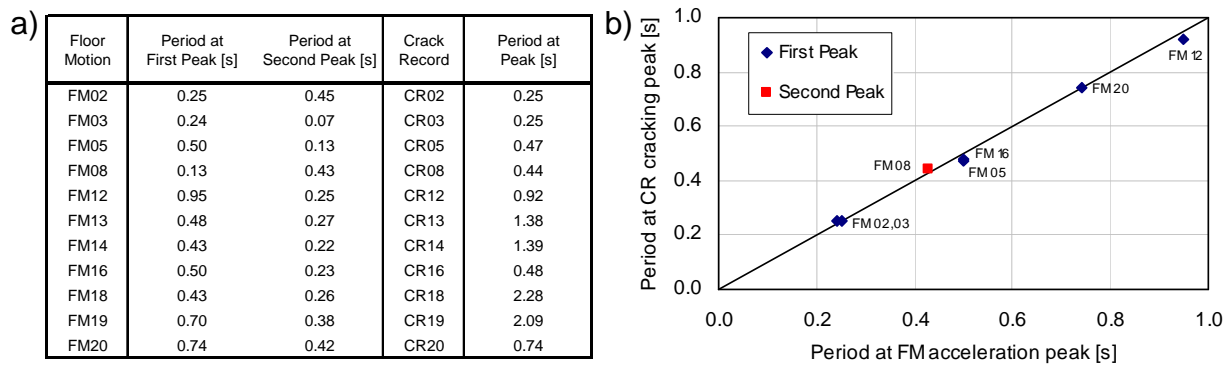 a)
Floor Motion Period at First Peak [s] Period at Second Peak [s] Crack Record Period at Peak [s]
FM02 0.25 0.45 CR02 0.25
FM03 0.24 0.07 CR03 0.25
FM05 0.50 0.13 CR05 0.47
FM08 0.13 0.43 CR08 0.44
FM12 0.95 0.25 CR12 0.92
FM13 0.48 0.27 CR13 1.38
FM14 0.43 0.22 CR14 1.39
FM16 0.50 0.23 CR16 0.48
FM18 0.43 0.26 CR18 2.28
FM19 0.70 0.38 CR19 2.09
FM20 0.74 0.42 CR20 0.74
b)
Period at CR cracking peak [s]
1.0
0.8
0.6
0.4
0.2
0.0
First Peak
Second Peak
FM12
FM20
FM16
FM08
FM05
FM02,03
0.0 0.2 0.4 0.6 0.8 1.0
Period at FM acceleration peak [s]